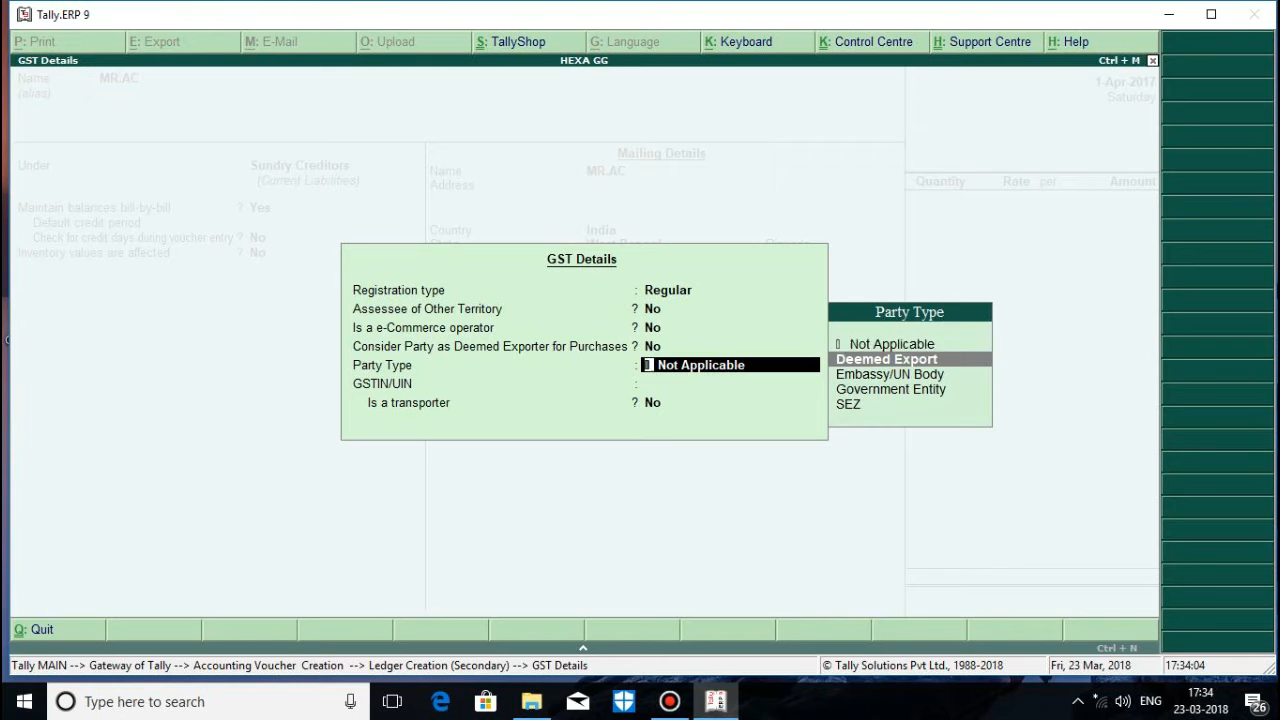 Tally.ERP 9
P: Print E: Export M: E-Mail O: Upload S: TallyShop G: Language K: Keyboard K: Control Centre H: Support Centre H: Help
GST Details HEXA GG Ctrl + M
Name : MR.AC 1-Apr-2017
(alias) : Saturday
Mailing Details
Under : Sundry Creditors Name : MR.AC
(Current Liabilities) Address :
Quantity Rate per Amount
Maintain balances bill-by-bill ? Yes
Default credit period :
Country : India
Check for credit days during voucher entry ? No
Inventory values are affected ? No
GST Details
Registration type : Regular
Assessee of Other Territory ? No
Is a e-Commerce operator ? No
Consider Party as Deemed Exporter for Purchases ? No
Party Type : Not Applicable
GSTIN/UIN :
Is a transporter ? No
Party Type
Not Applicable
Deemed Export
Embassy/UN Body
Government Entity
SEZ
Q: Quit
Ctrl + N
Tally MAIN --> Gateway of Tally --> Accounting Voucher Creation --> Ledger Creation (Secondary) --> GST Details © Tally Solutions Pvt Ltd., 1988-2018 Fri, 23 Mar, 2018 17:34:04
Type here to search ENG 17:34
23-03-2018 26